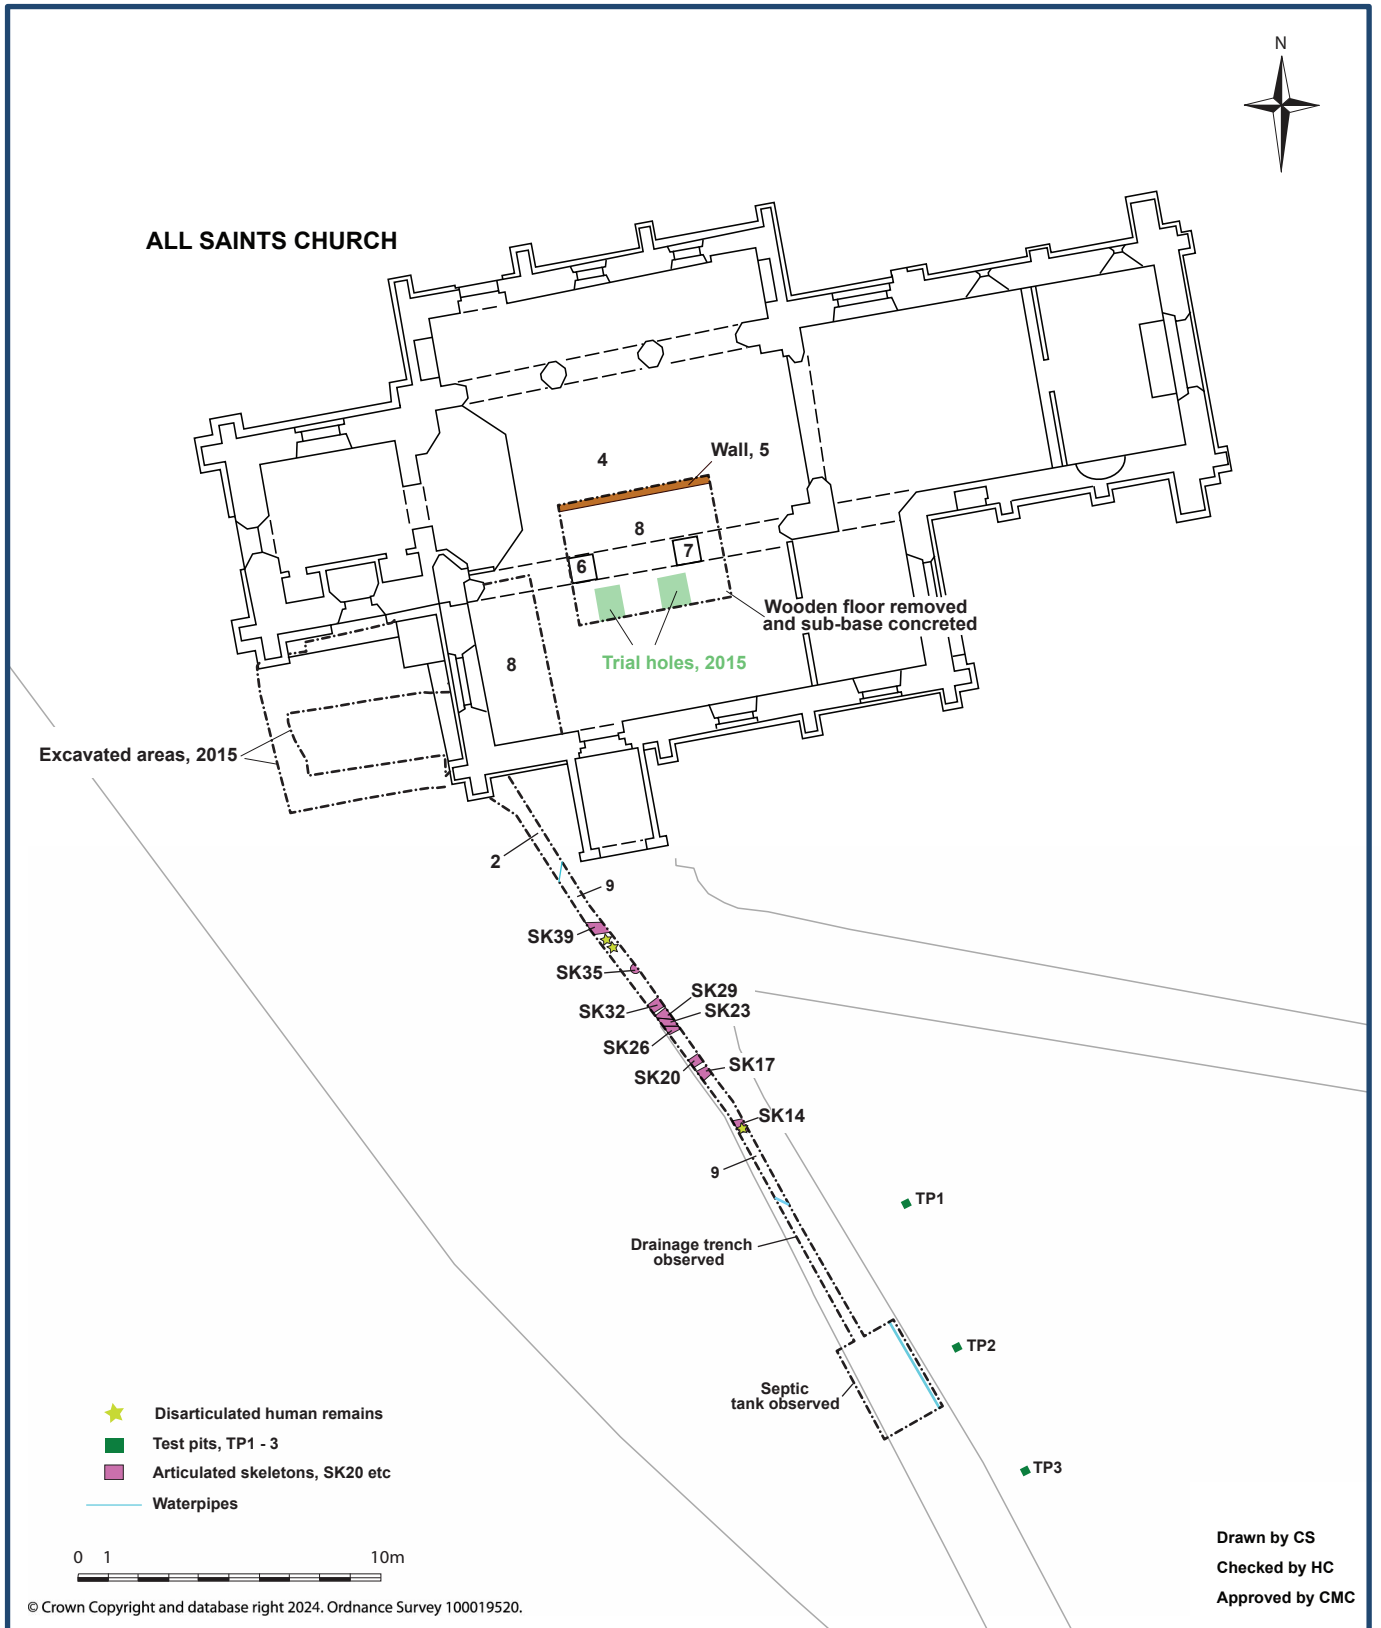 N
ALL SAINTS CHURCH
4
Wall, 5
8
7
6
Wooden floor removed
and sub-base concreted
Trial holes, 2015
8
Excavated areas, 2015
2
9
SK39
SK35
SK29
SK32
SK23
SK26
SK20
SK17
SK14
9
TP1
Drainage trench
observed
TP2
Septic
tank observed
TP3
Disarticulated human remains
Test pits, TP1 - 3
Articulated skeletons, SK20 etc
Waterpipes
0 1 10m
© Crown Copyright and database right 2024. Ordnance Survey 100019520.
Drawn by CS
Checked by HC
Approved by CMC